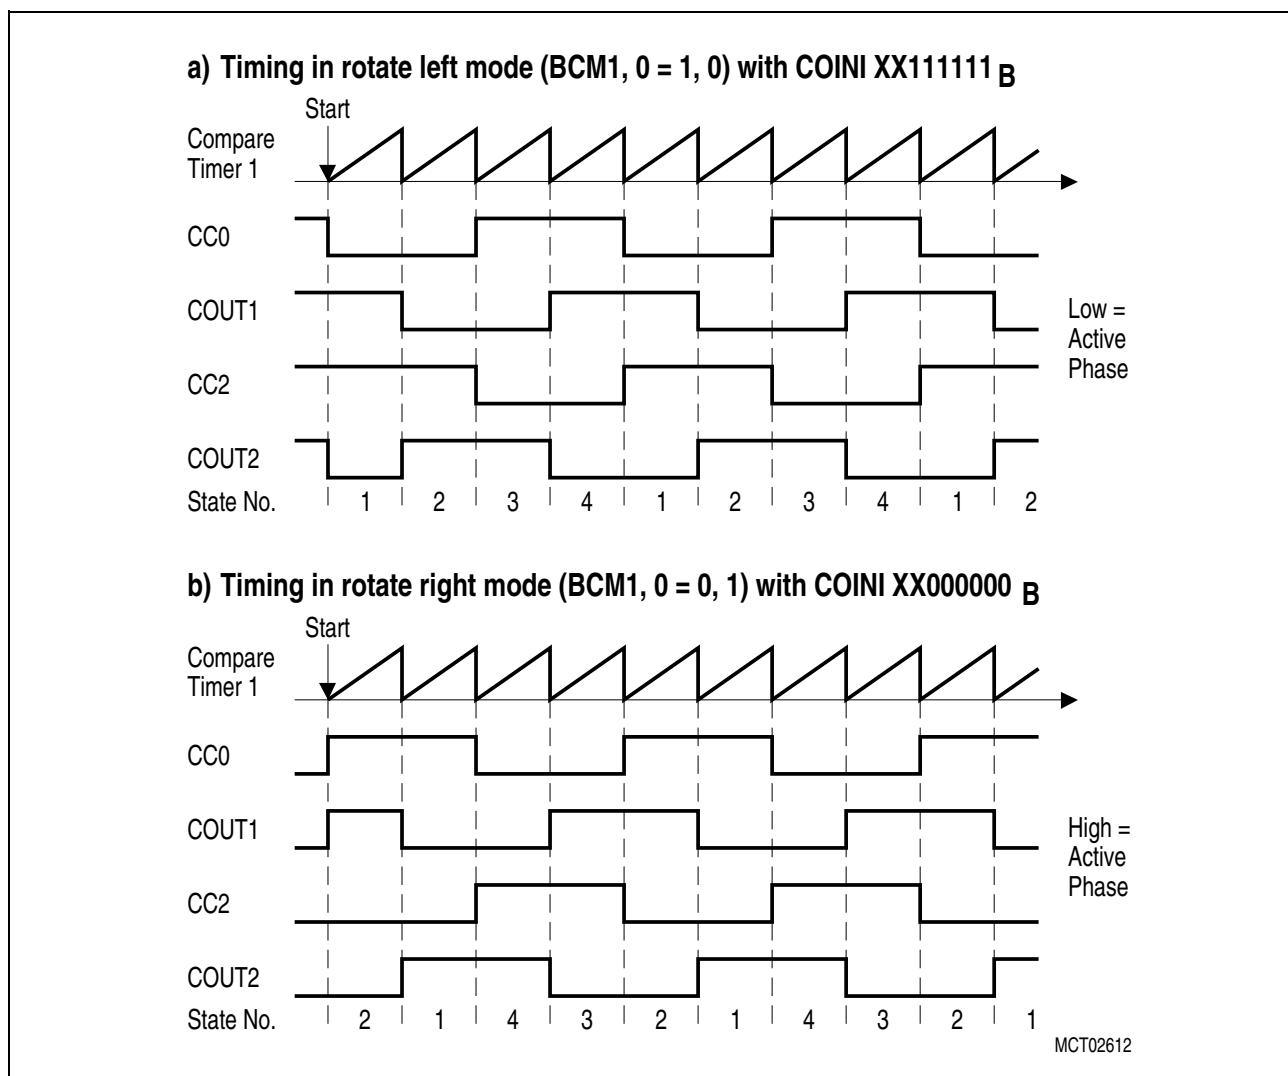 a) Timing in rotate left mode (BCM1, 0 = 1, 0) with COINI XX111111 B
Start
Compare
Timer 1
CC0
COUT1
Low =
Active
Phase
CC2
COUT2
State No. 1 2 3 4 1 2 3 4 1 2
b) Timing in rotate right mode (BCM1, 0 = 0, 1) with COINI XX000000 B
Start
Compare
Timer 1
CC0
COUT1
High =
Active
Phase
CC2
COUT2
State No. 2 1 4 3 2 1 4 3 2 1
MCT02612